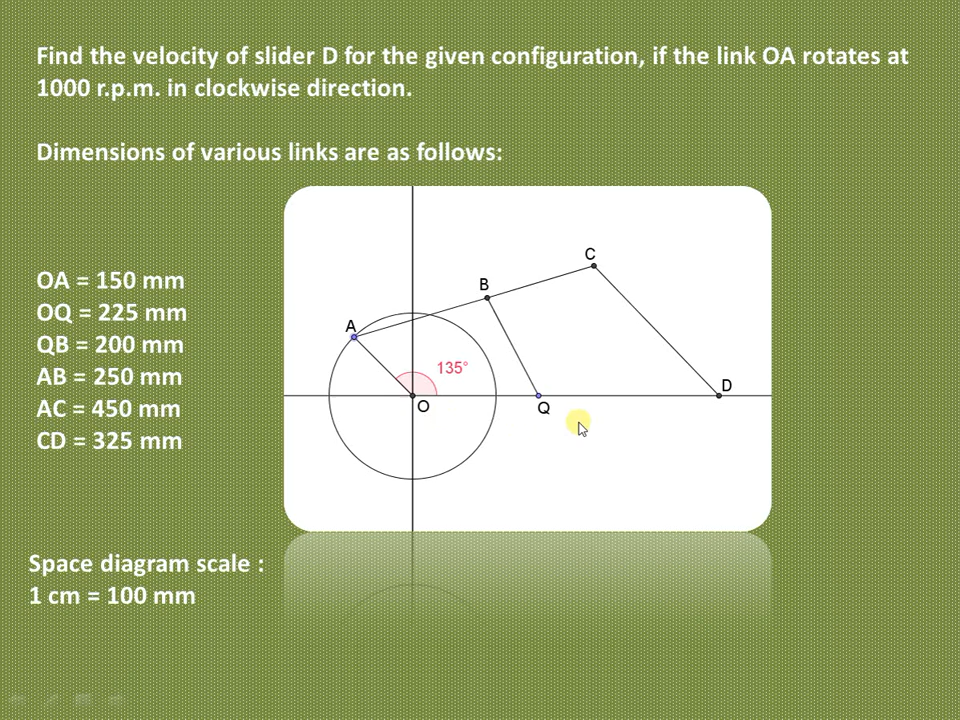 Find the velocity of slider D for the given configuration, if the link OA rotates at
1000 r.p.m. in clockwise direction.
Dimensions of various links are as follows:
OA = 150 mm
OQ = 225 mm
QB = 200 mm
AB = 250 mm
AC = 450 mm
CD = 325 mm
C
B
A
135°
D
O
Q
Space diagram scale :
1 cm = 100 mm